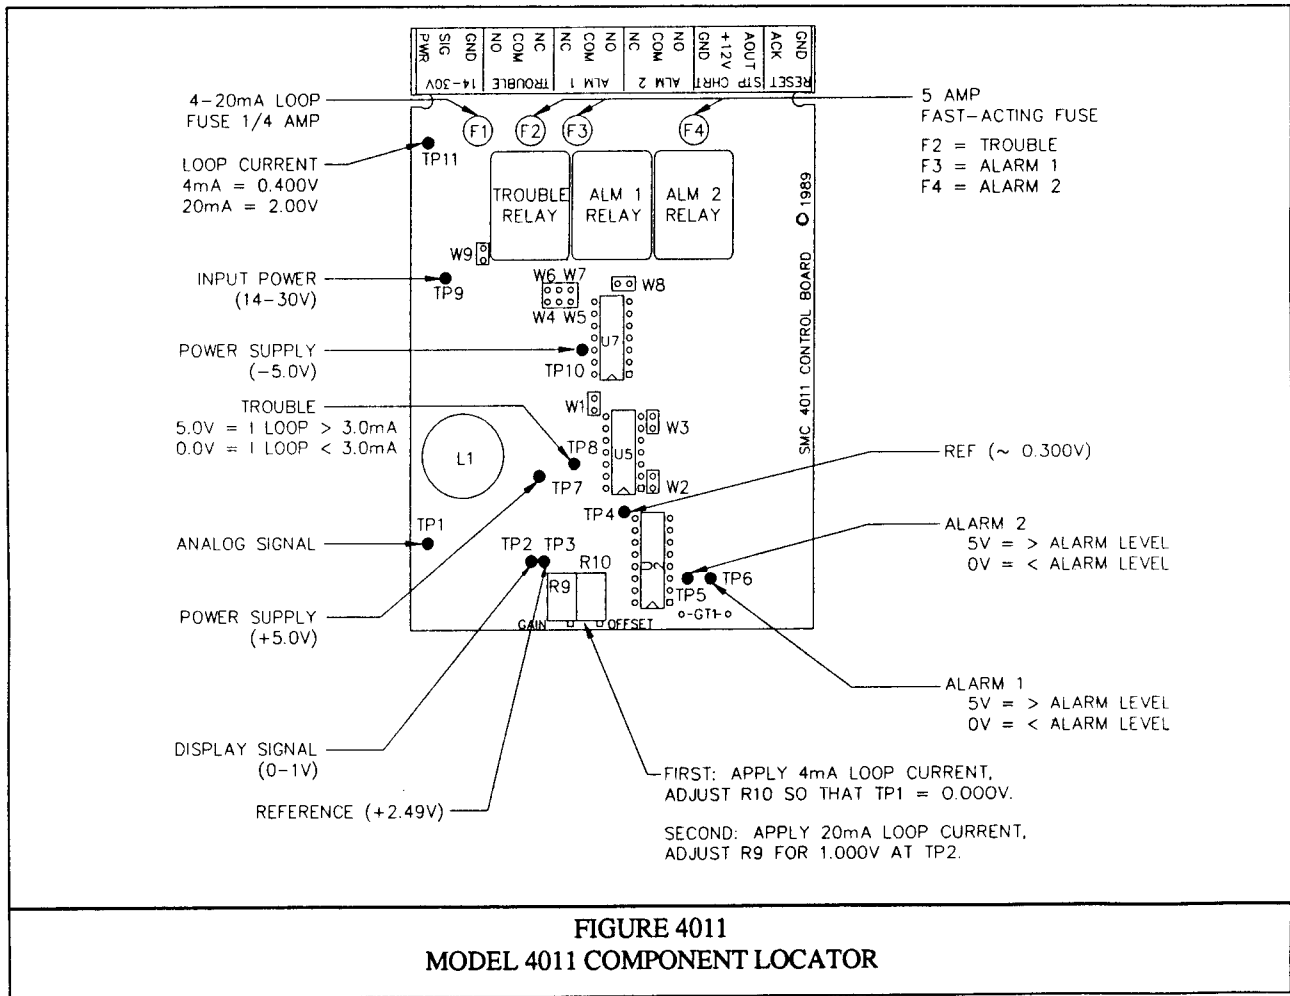 PWR SIG GND NO COM NC NC COM NO NC COM NO GND +12V AOUT ACK GND
14-30V TROUBLE ALM 1 ALM 2 STP CHRT RESET
4-20mA LOOP
FUSE 1/4 AMP
F1 F2 F3 F4
5 AMP
FAST-ACTING FUSE
F2 = TROUBLE
F3 = ALARM 1
F4 = ALARM 2
LOOP CURRENT
4mA = 0.400V
20mA = 2.00V
TP11
TROUBLE
RELAY
ALM 1
RELAY
ALM 2
RELAY
SMC 4011 CONTROL BOARD © 1989
W9
INPUT POWER
(14-30V)
TP9
W6 W7
W8
W4 W5
U7
POWER SUPPLY
(-5.0V)
TP10
TROUBLE
5.0V = I LOOP > 3.0mA
0.0V = I LOOP < 3.0mA
W1
W3
L1
TP8
U5
TP7
W2
REF (~ 0.300V)
TP4
TP1
ANALOG SIGNAL
TP2 TP3
R10
R9
ALARM 2
5V = > ALARM LEVEL
0V = < ALARM LEVEL
TP5
TP6
GT1
GAIN
OFFSET
POWER SUPPLY
(+5.0V)
ALARM 1
5V = > ALARM LEVEL
0V = < ALARM LEVEL
DISPLAY SIGNAL
(0-1V)
REFERENCE (+2.49V)
FIRST: APPLY 4mA LOOP CURRENT,
ADJUST R10 SO THAT TP1 = 0.000V.
SECOND: APPLY 20mA LOOP CURRENT,
ADJUST R9 FOR 1.000V AT TP2.
FIGURE 4011
MODEL 4011 COMPONENT LOCATOR